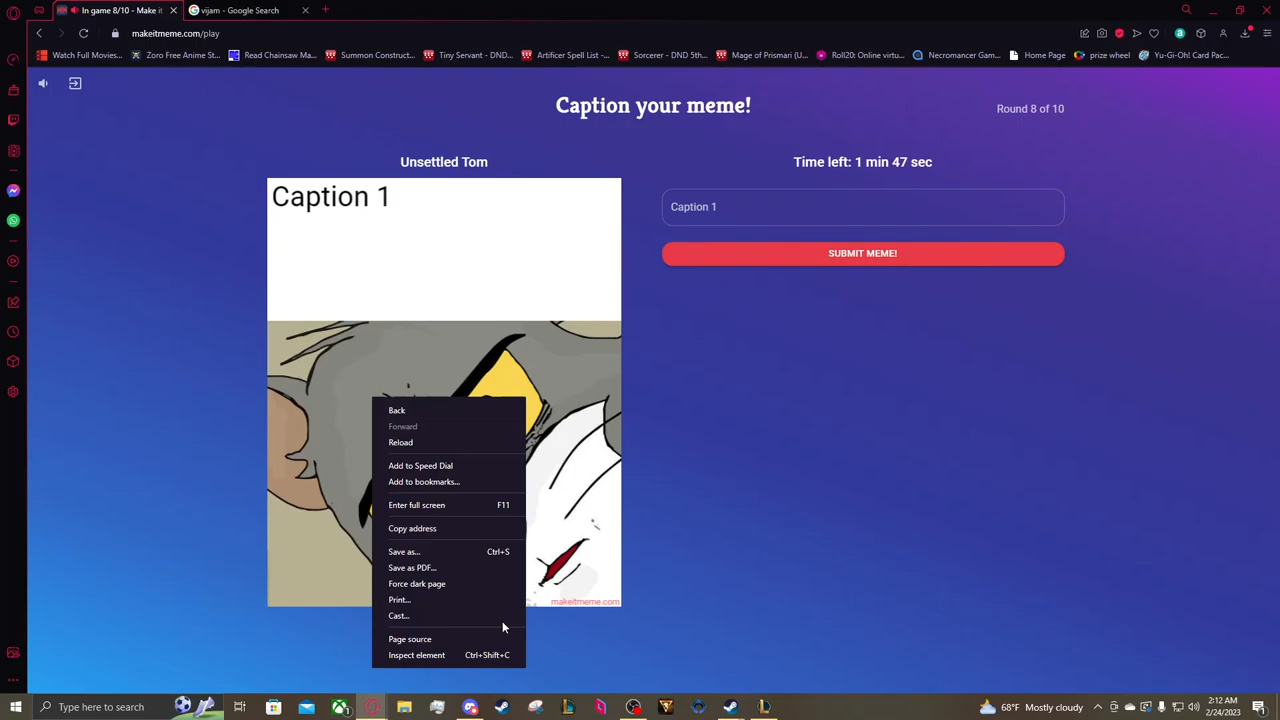 In game 8/10 - Makeitmeme.c
vijam - Google Search
makeitmeme.com/play
Watch Full Movies...
Zoro Free Anime St...
Read Chainsaw Ma...
Summon Construct...
Tiny Servant - DND...
Artificer Spell List -...
Sorcerer - DND 5th...
Mage of Prismari (U...
Roll20: Online virtu...
Necromancer Gam...
Home Page
prize wheel
Yu-Gi-Oh! Card Pac...
Caption your meme!
Round 8 of 10
Unsettled Tom
Time left: 1 min 47 sec
Caption 1
Caption 1
SUBMIT MEME!
Back
Forward
Reload
Add to Speed Dial
Add to bookmarks...
Enter full screen F11
Copy address
Save as... Ctrl+S
Save as PDF...
Force dark page
Print...
Cast...
Page source
Inspect element Ctrl+Shift+C
makeitmeme.com
Type here to search
68°F Mostly cloudy
2:12 AM
2/24/2023